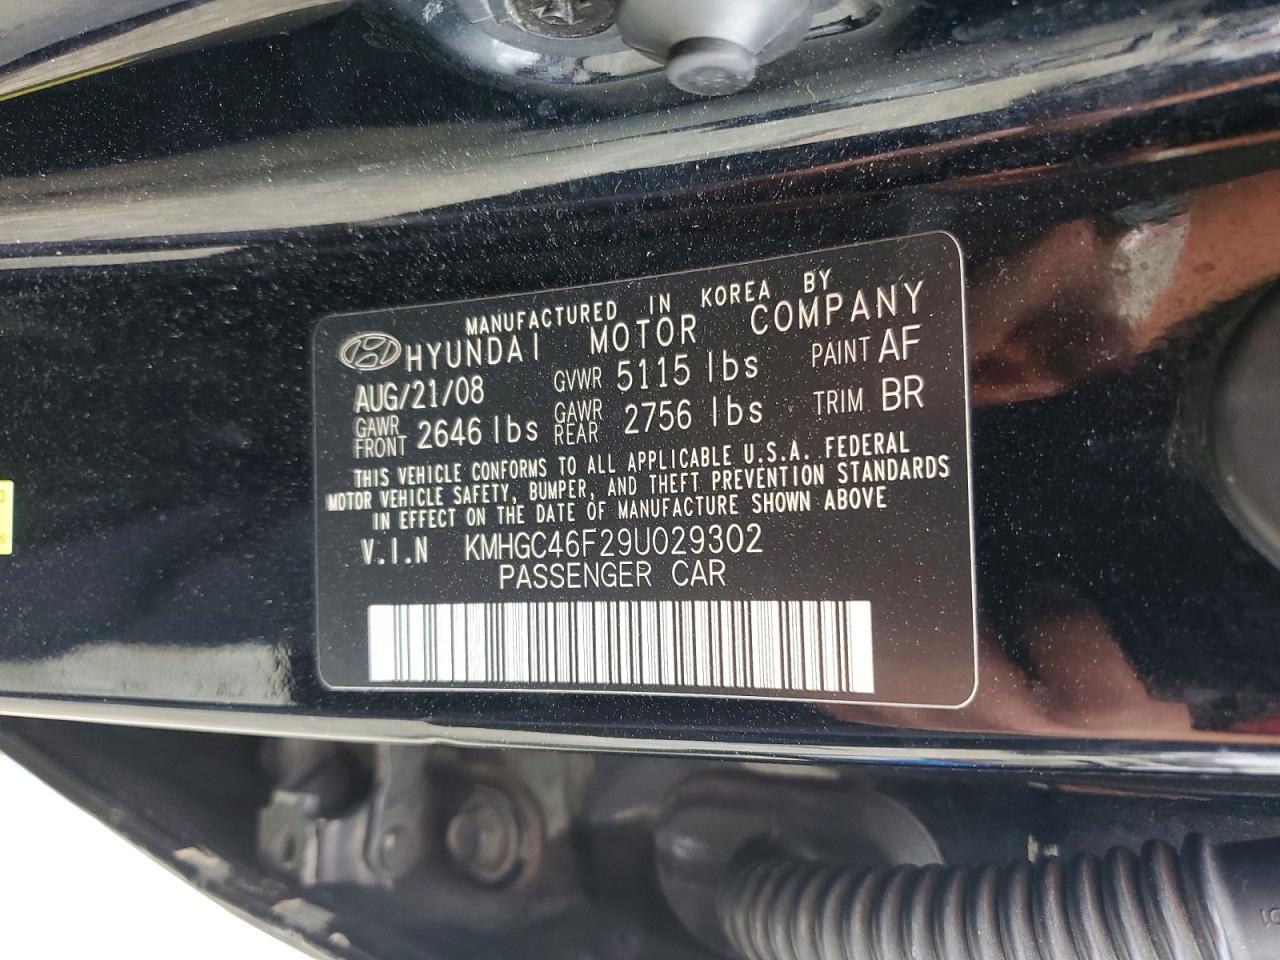 MANUFACTURED IN KOREA BY
HYUNDAI MOTOR COMPANY
AUG/21/08 GVWR 5115 lbs PAINT AF
GAWR FRONT 2646 lbs GAWR REAR 2756 lbs TRIM BR
THIS VEHICLE CONFORMS TO ALL APPLICABLE U.S.A. FEDERAL
MOTOR VEHICLE SAFETY, BUMPER, AND THEFT PREVENTION STANDARDS
IN EFFECT ON THE DATE OF MANUFACTURE SHOWN ABOVE
V.I.N KMHGC46F29U029302
PASSENGER CAR